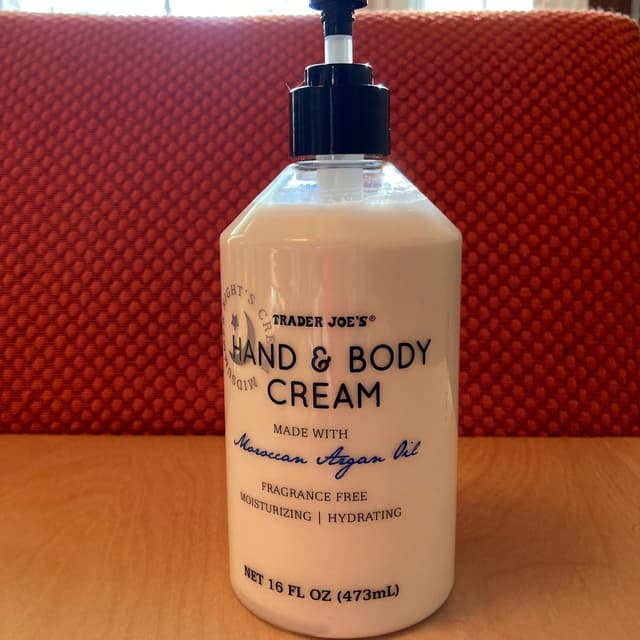 TRADER JOE'S®
HAND & BODY
CREAM
MADE WITH
Moroccan Argan Oil
FRAGRANCE FREE
MOISTURIZING | HYDRATING
NET 16 FL OZ (473mL)